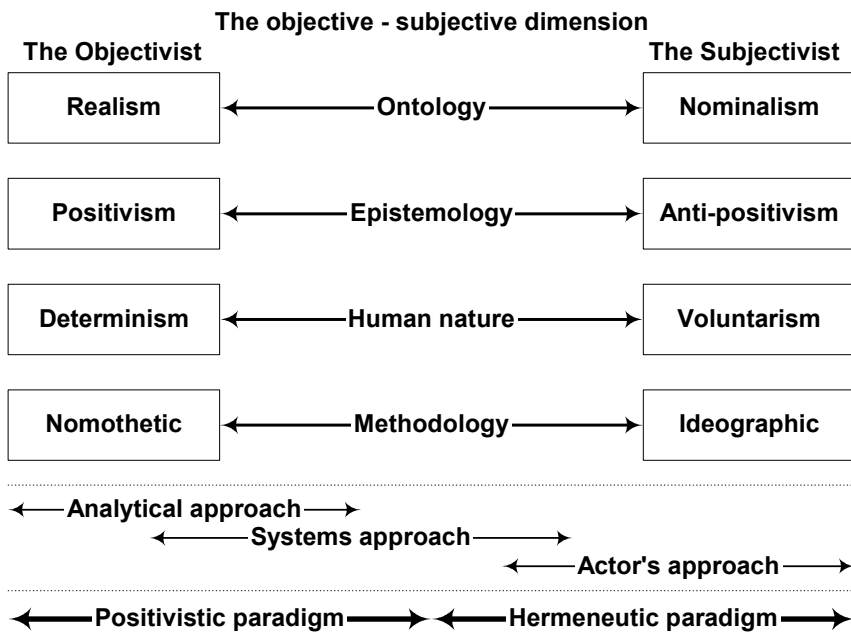 The objective - subjective dimension
The Objectivist The Subjectivist
Realism Ontology Nominalism
Positivism Epistemology Anti-positivism
Determinism Human nature Voluntarism
Nomothetic Methodology Ideographic
Analytical approach
Systems approach
Actor's approach
Positivistic paradigm Hermeneutic paradigm